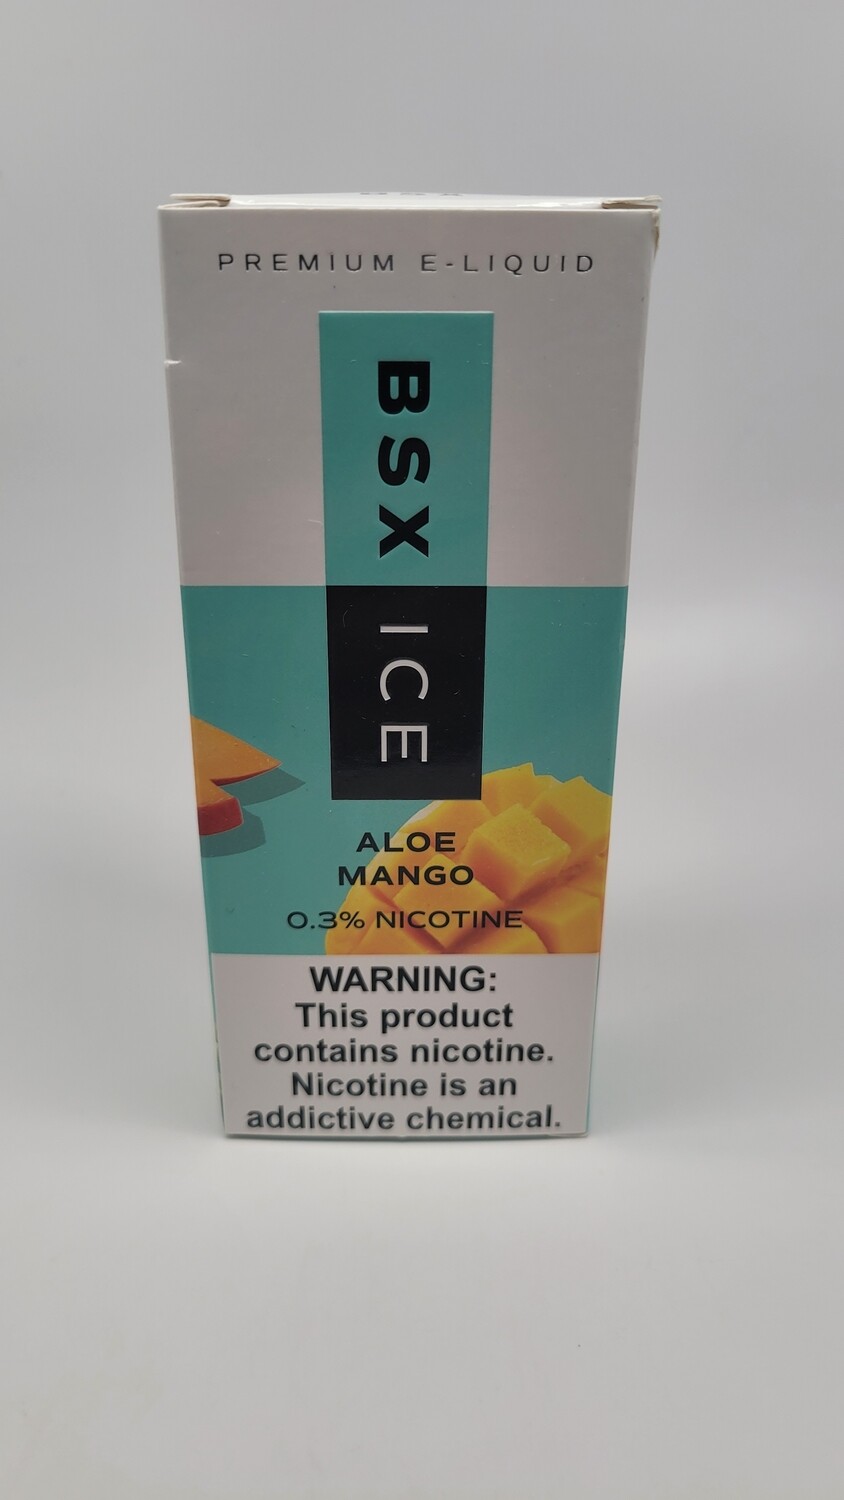 PREMIUM E-LIQUID
BSX ICE
ALOE
MANGO
0.3% NICOTINE
WARNING:
This product
contains nicotine.
Nicotine is an
addictive chemical.